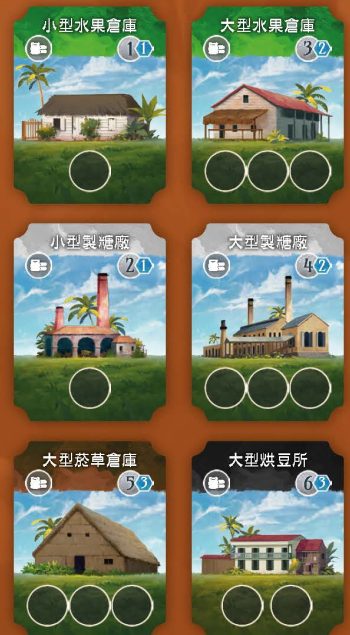 小型水果倉庫
1 1
大型水果倉庫
3 2
小型製糖廠
2 1
大型製糖廠
4 2
大型菸草倉庫
5 3
大型烘豆所
6 3